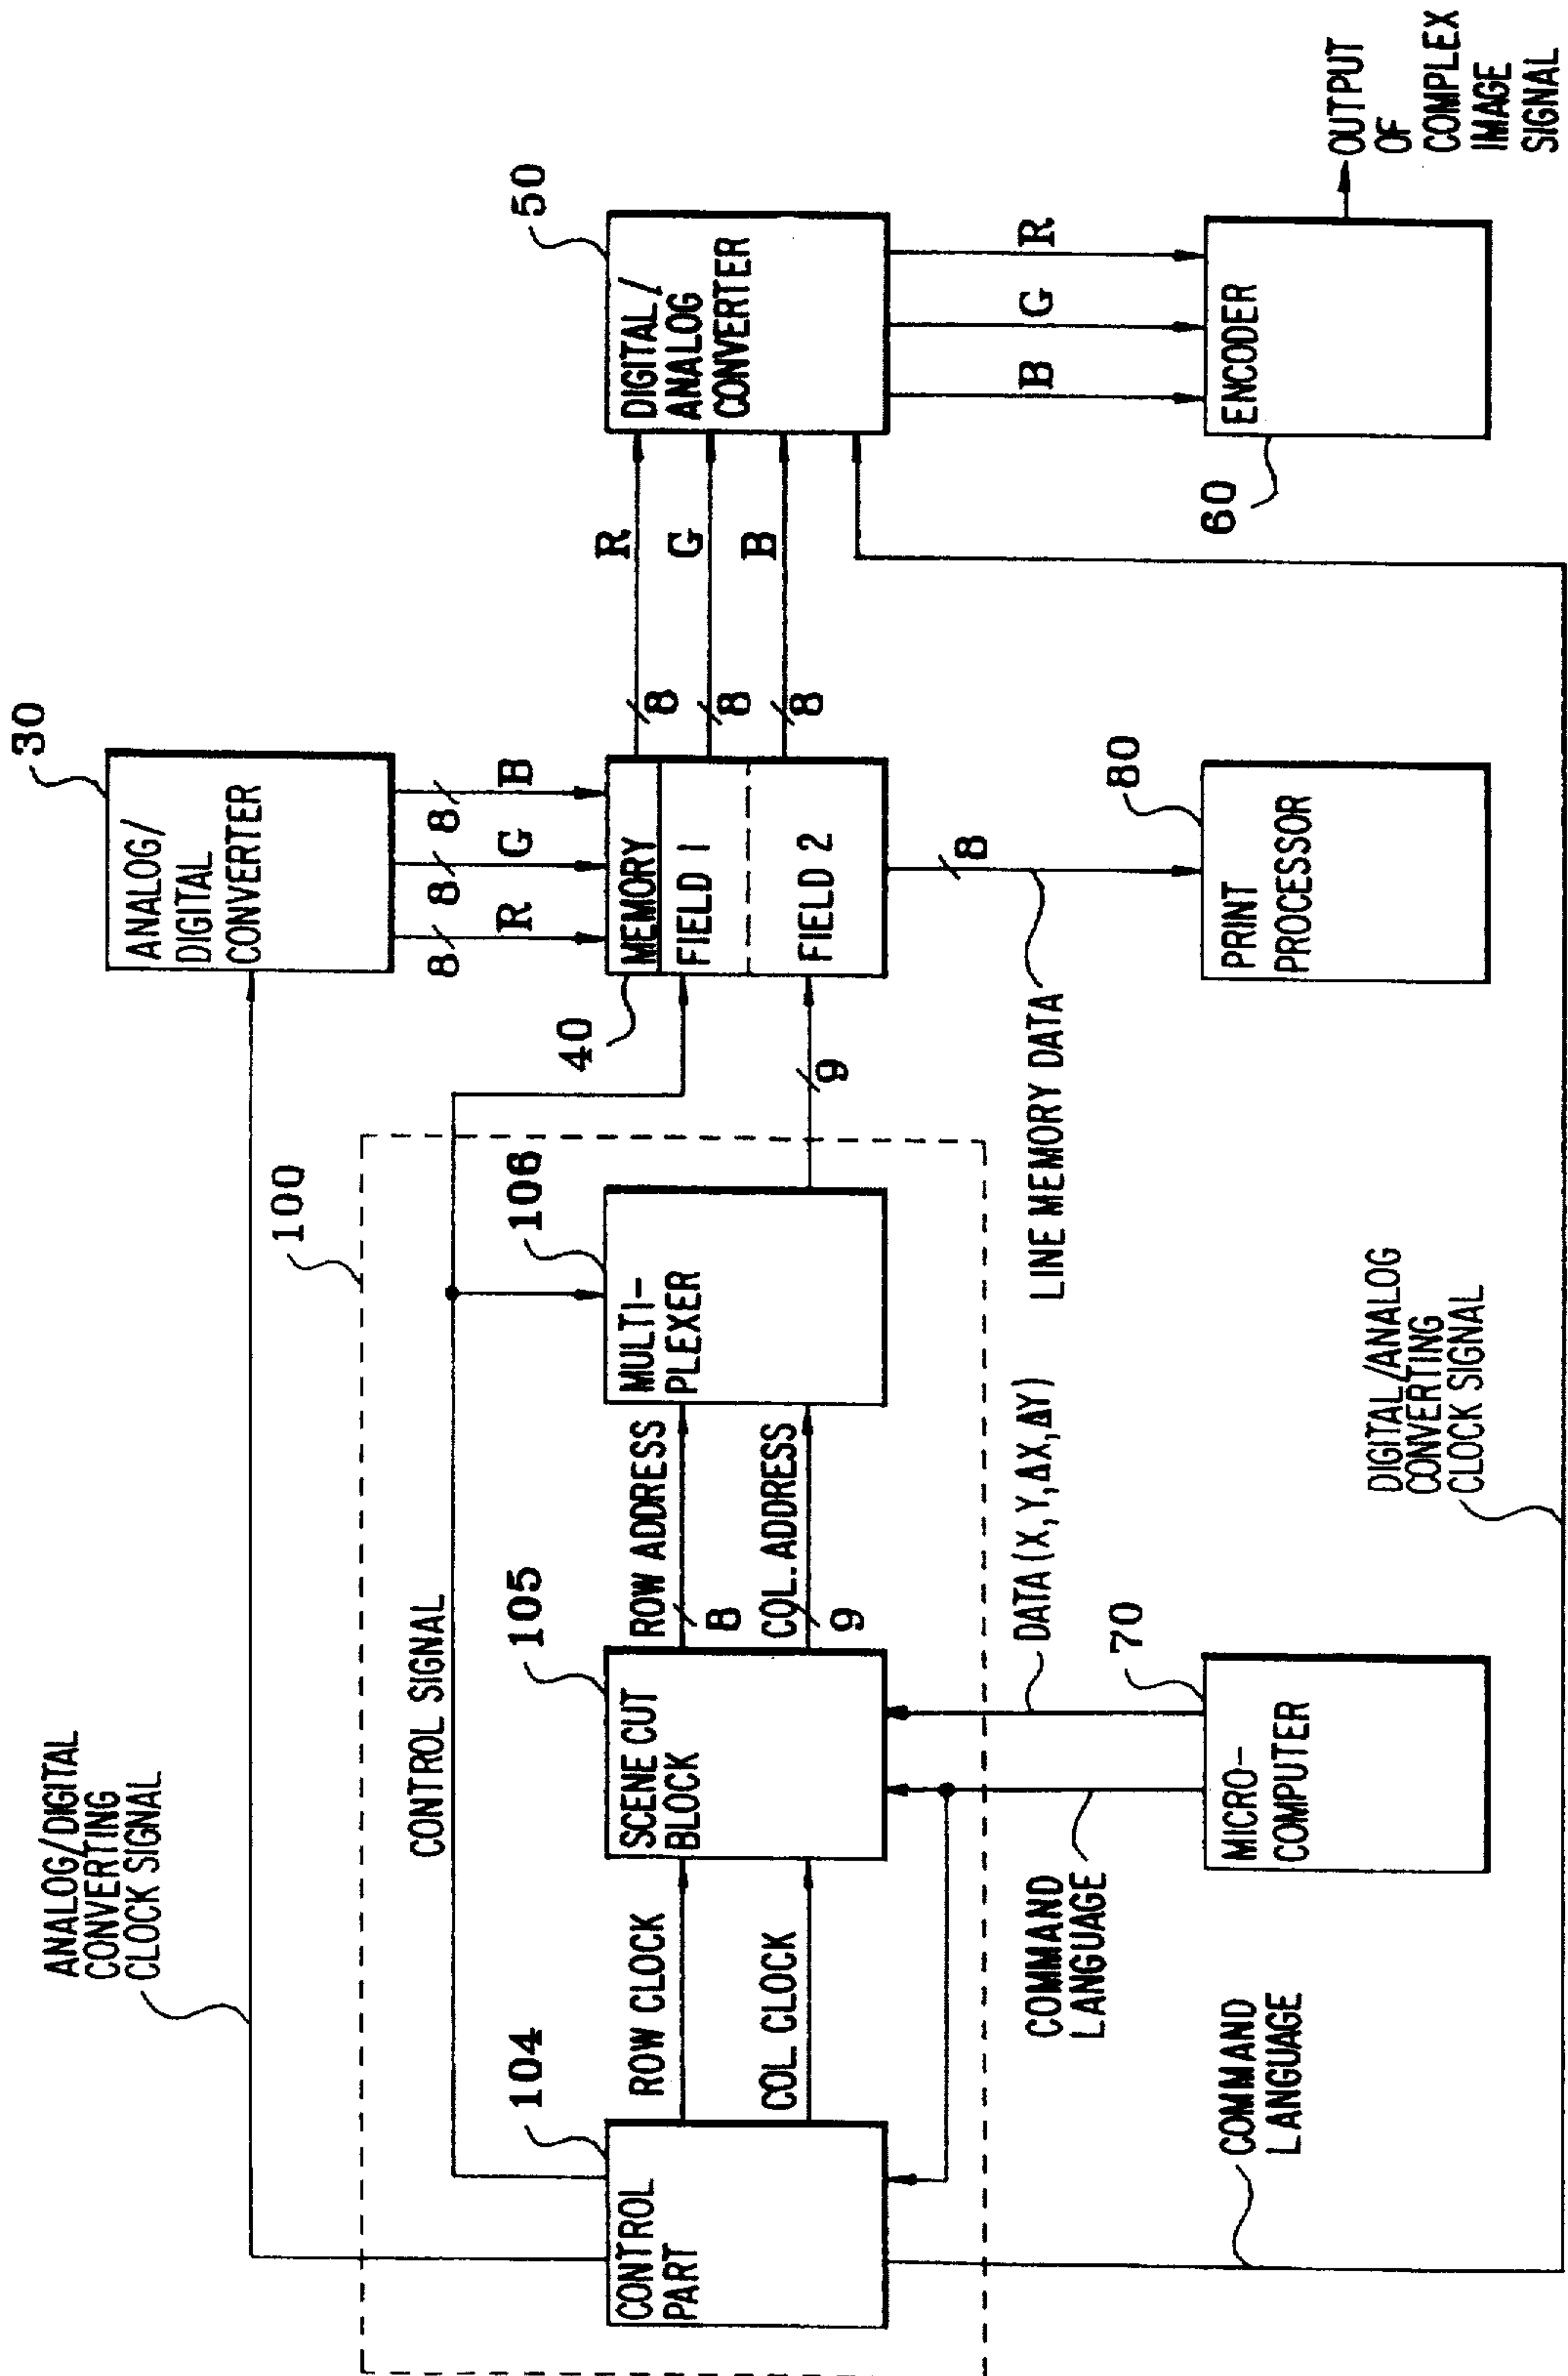 30
ANALOG/
DIGITAL
CONVERTER
ANALOG/DIGITAL
CONVERTING
CLOCK SIGNAL
8
R
8
G
8
B
100
CONTROL SIGNAL
104
CONTROL
PART
ROW CLOCK
COL. CLOCK
105
SCENE CUT
BLOCK
ROW ADDRESS
8
COL. ADDRESS
9
106
MULTI-
PLEXER
9
40
MEMORY
FIELD 1
FIELD 2
R
8
G
8
B
8
50
DIGITAL/
ANALOG
CONVERTER
COMMAND
LANGUAGE
DATA (X,Y,ΔX,ΔY)
LINE MEMORY DATA
8
B
G
R
COMMAND
LANGUAGE
70
MICRO-
COMPUTER
DIGITAL/ANALOG
CONVERTING
CLOCK SIGNAL
80
PRINT
PROCESSOR
60
ENCODER
OUTPUT
OF
COMPLEX
IMAGE
SIGNAL